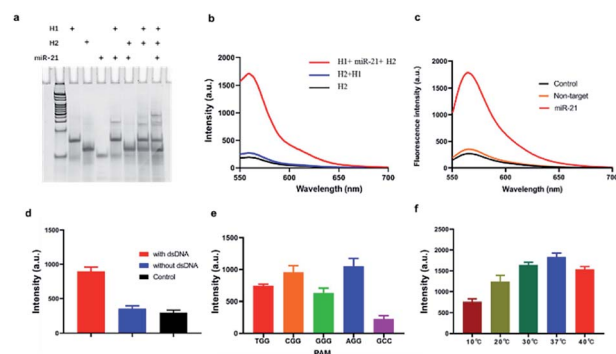 a
H1 + + + +
H2 + + + +
miR-21 + + + +
b
Intensity (a.u.)
2000
1500
1000
500
0
H1+ miR-21+ H2
H2+H1
H2
550 600 650 700
Wavelength (nm)
c
Fluorescence intensity (a.u.)
2000
1500
1000
500
0
Control
Non-target
miR-21
550 600 650 700
Wavelength (nm)
d
Intensity (a.u.)
1500
1000
500
0
with dsDNA
without dsDNA
Control
e
Intensity (a.u.)
1500
1000
500
0
TGG CGG GGG AGG GCC
PAM
f
Intensity (a.u.)
2500
2000
1500
1000
500
0
10℃ 20℃ 30℃ 37℃ 40℃